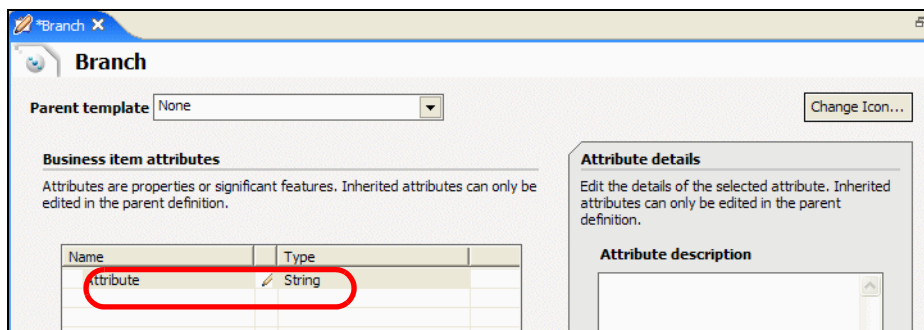 *Branch
Branch
Parent template None
Change Icon...
Business item attributes
Attributes are properties or significant features. Inherited attributes can only be
edited in the parent definition.
Name Type
Attribute String
Attribute details
Edit the details of the selected attribute. Inherited
attributes can only be edited in the parent
definition.
Attribute description